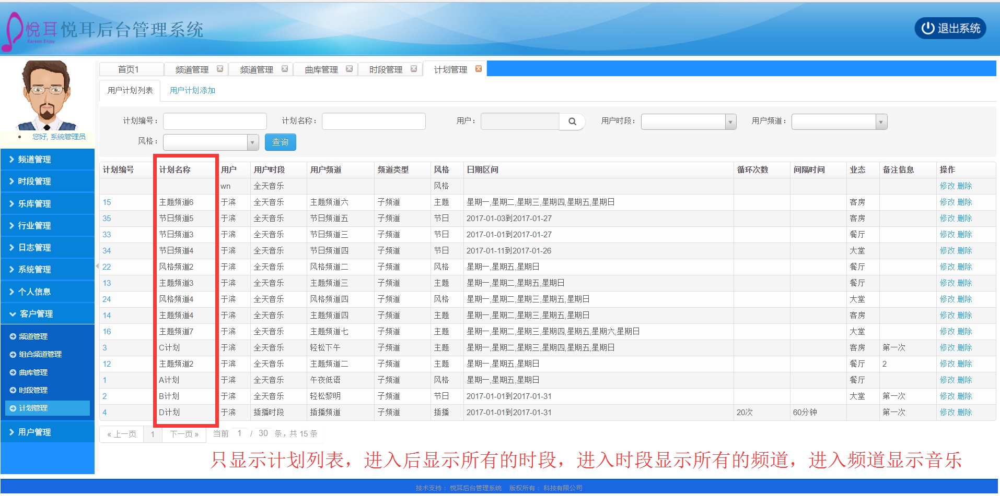 悦耳 悦耳后台管理系统
Earson Enjoy
退出系统
首页1 频道管理 频道管理 曲库管理 时段管理 计划管理
用户计划列表 用户计划添加
您好, 系统管理员
计划编号： 计划名称： 用户： 用户时段： 用户频道：
风格： 查询
频道管理
时段管理
乐库管理
行业管理
日志管理
系统管理
个人信息
客户管理
频道管理
组合频道管理
曲库管理
时段管理
计划管理
用户管理
计划编号 计划名称 用户 用户时段 用户频道 频道类型 风格 日期区间 循环次数 间隔时间 业态 备注信息 操作
wn 全天音乐 风格 修改 删除
15 主题频道6 于滨 全天音乐 主题频道六 子频道 主题 星期一,星期二,星期三,星期四,星期五,星期日 客房 修改 删除
35 节日频道5 于滨 全天音乐 节日频道五 子频道 节日 2017-01-03到2017-01-27 客房 修改 删除
33 节日频道3 于滨 全天音乐 节日频道三 子频道 节日 2017-01-01到2017-01-27 餐厅 修改 删除
34 节日频道4 于滨 全天音乐 节日频道四 子频道 节日 2017-01-11到2017-01-26 大堂 修改 删除
22 风格频道2 于滨 全天音乐 风格频道二 子频道 风格 星期一,星期五,星期日 餐厅 修改 删除
13 主题频道3 于滨 全天音乐 主题频道三 子频道 主题 星期一,星期二,星期五,星期日 餐厅 修改 删除
24 风格频道4 于滨 全天音乐 风格频道四 子频道 风格 星期一,星期二,星期三,星期五,星期日 大堂 修改 删除
14 主题频道4 于滨 全天音乐 主题频道四 子频道 主题 星期一,星期二,星期三,星期五,星期日 客房 修改 删除
16 主题频道7 于滨 全天音乐 主题频道七 子频道 主题 星期一,星期二,星期三,星期四,星期五,星期六,星期日 大堂 修改 删除
3 C计划 于滨 全天音乐 轻松下午 子频道 主题 星期一,星期二,星期三,星期四,星期五,星期日 客房 第一次 修改 删除
12 主题频道2 于滨 全天音乐 主题频道二 子频道 主题 星期一,星期五,星期日 餐厅 2 修改 删除
1 A计划 于滨 全天音乐 午夜低语 子频道 风格 星期一,星期五,星期日 餐厅 修改 删除
2 B计划 于滨 全天音乐 轻松黎明 子频道 节日 2017-01-01到2017-01-31 大堂 第一次 修改 删除
4 D计划 于滨 插播时段 插播频道 子频道 插播 2017-01-01到2017-01-31 20次 60分钟 第一次 修改 删除
« 上一页 1 下一页 » 当前 1 / 30 条，共 15 条
只显示计划列表，进入后显示所有的时段，进入时段显示所有的频道，进入频道显示音乐
技术支持： 悦耳后台管理系统 版权所有： 科技有限公司